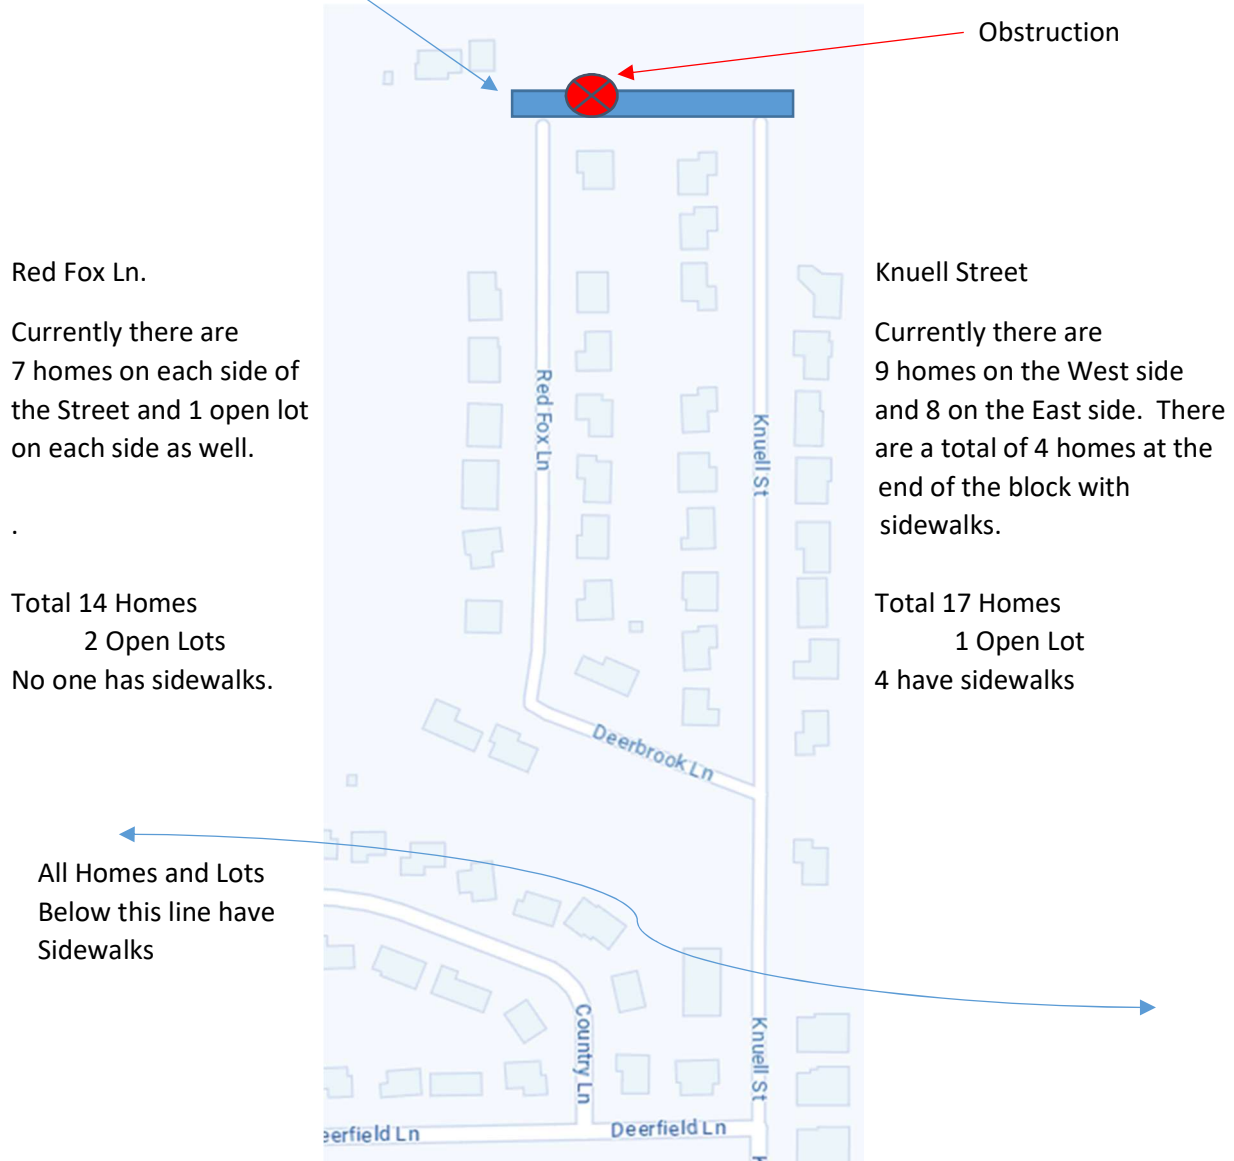 Obstruction
Red Fox Ln.
Currently there are
7 homes on each side of
the Street and 1 open lot
on each side as well.
.
Total 14 Homes
2 Open Lots
No one has sidewalks.
Knuell Street
Currently there are
9 homes on the West side
and 8 on the East side.  There
are a total of 4 homes at the
end of the block with
sidewalks.
Total 17 Homes
1 Open Lot
4 have sidewalks
Red Fox Ln
Knuell St
Deerbrook Ln
All Homes and Lots
Below this line have
Sidewalks
Country Ln
Knuell St
eerfield Ln
Deerfield Ln